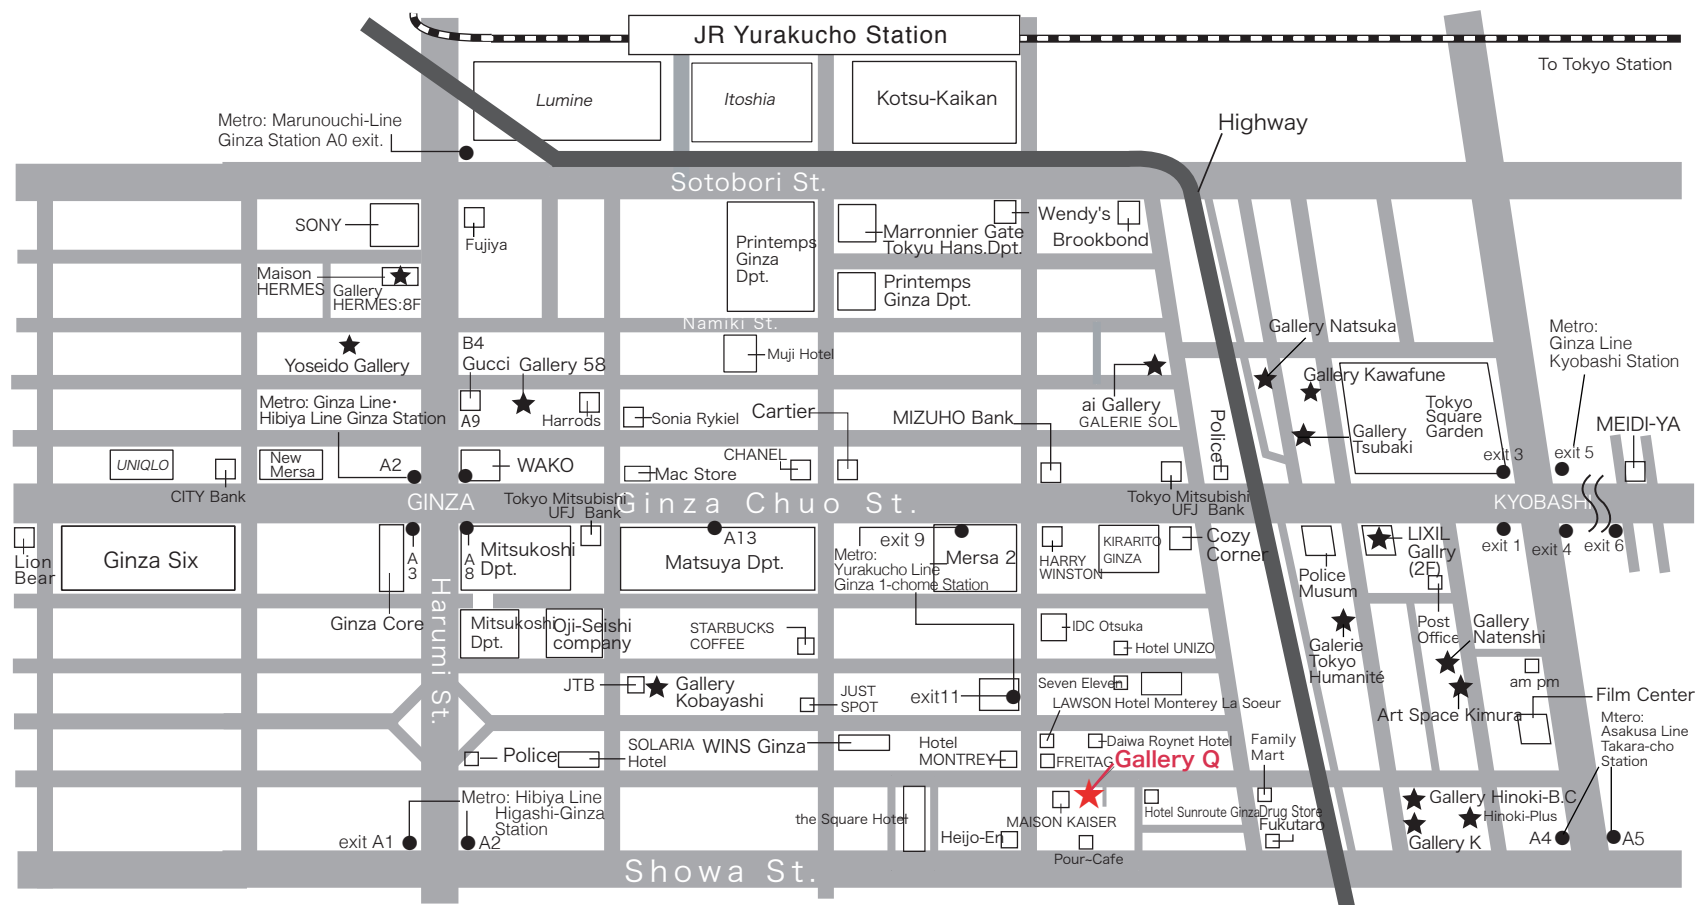 JR Yurakucho Station
To Tokyo Station
Lumine
Itoshia
Kotsu-Kaikan
Metro: Marunouchi-Line
Ginza Station A0 exit.
Highway
Sotobori St.
SONY
Fujiya
Printemps
Ginza
Dpt.
Marronnier Gate
Tokyu Hans.Dpt.
Wendy's
Brookbond
Maison
HERMES
Gallery
HERMES:8F
Printemps
Ginza Dpt.
Namiki St.
Yoseido Gallery
B4
Gucci
A9
Gallery 58
Harrods
Muji Hotel
Gallery Natsuka
Metro:
Ginza Line
Kyobashi Station
Gallery Kawafune
Metro: Ginza Line・
Hibiya Line Ginza Station
Sonia Rykiel
Cartier
MIZUHO Bank
ai Gallery
GALERIE SOL
Police
Gallery
Tsubaki
Tokyo
Square
Garden
MEIDI-YA
exit 3
exit 5
UNIQLO
CITY Bank
New
Mersa
A2
WAKO
Mac Store
CHANEL
Tokyo Mitsubishi
UFJ Bank
Tokyo Mitsubishi
UFJ Bank
GINZA
Ginza Chuo St.
KYOBASHI
Lion
Bear
Ginza Six
A
3
Ginza Core
A
8
Mitsukoshi
Dpt.
A13
Matsuya Dpt.
exit 9
Metro:
Yurakucho Line
Ginza 1-chome Station
Mersa 2
HARRY
WINSTON
KIRARITO
GINZA
Cozy
Corner
Police
Musum
LIXIL
Gallry
(2F)
exit 1
exit 4
exit 6
Harumi St.
Mitsukoshi
Dpt.
Oji-Seishi
company
STARBUCKS
COFFEE
IDC Otsuka
Hotel UNIZO
Galerie
Tokyo
Humanité
Post
Office
Gallery
Natenshi
am pm
JTB
Gallery
Kobayashi
JUST
SPOT
exit11
Seven Eleven
LAWSON
Hotel Monterey La Soeur
Art Space Kimura
Film Center
Mtero:
Asakusa Line
Takara-cho
Station
Police
SOLARIA
Hotel
WINS Ginza
Hotel
MONTREY
Daiwa Roynet Hotel
FREITAG
Gallery Q
Family
Mart
Metro: Hibiya Line
Higashi-Ginza
Station
exit A1
A2
the Square Hotel
Heijo-En
MAISON KAISER
Pour~Cafe
Hotel Sunroute Ginza
Drug Store
Fukutaro
Gallery Hinoki-B.C
Hinoki-Plus
Gallery K
A4
A5
Showa St.